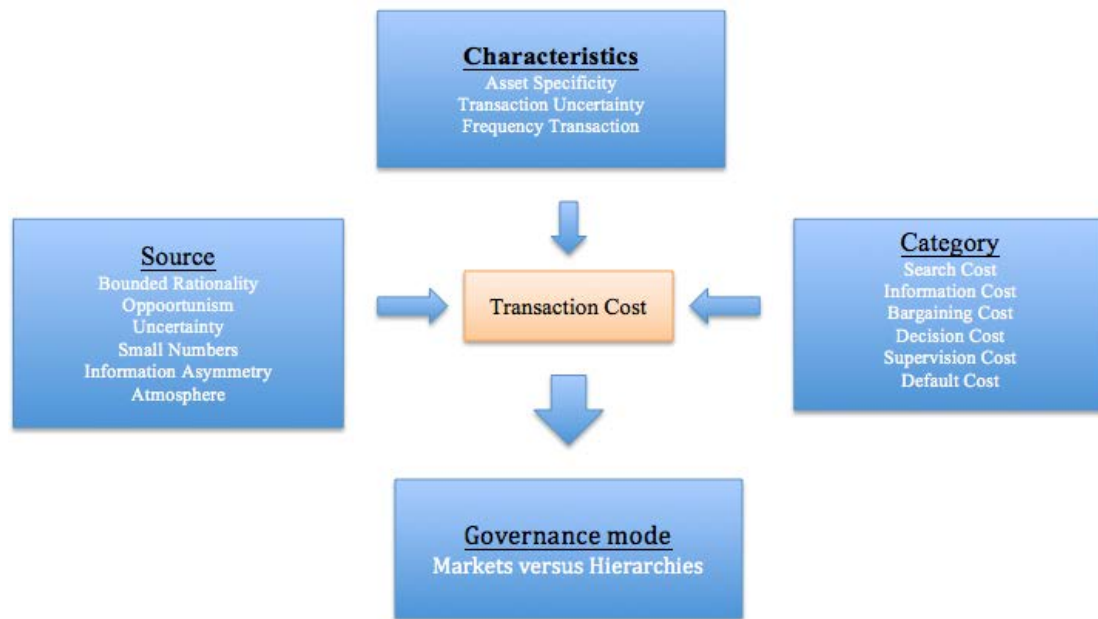 Characteristics
Asset Specificity
Transaction Uncertainty
Frequency Transaction
Source
Bounded Rationality
Oppoortunism
Uncertainty
Small Numbers
Information Asymmetry
Atmosphere
Transaction Cost
Category
Search Cost
Information Cost
Bargaining Cost
Decision Cost
Supervision Cost
Default Cost
Governance mode
Markets versus Hierarchies